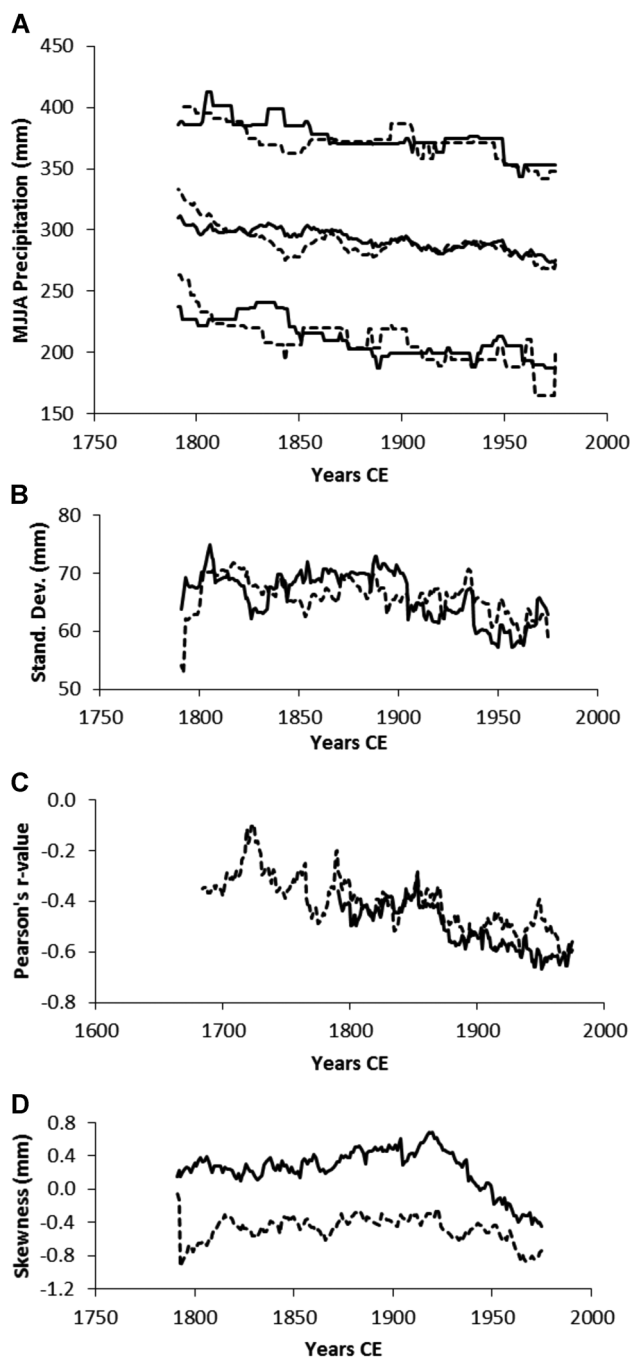 A
450
400
350
300
250
200
150
MJJA Precipitation (mm)
1750 1800 1850 1900 1950 2000
Years CE
B
80
70
60
50
Stand. Dev. (mm)
1750 1800 1850 1900 1950 2000
Years CE
C
0.0
-0.2
-0.4
-0.6
-0.8
Pearson's r-value
1600 1700 1800 1900 2000
Years CE
D
0.8
0.4
0.0
-0.4
-0.8
-1.2
Skewness (mm)
1750 1800 1850 1900 1950 2000
Years CE